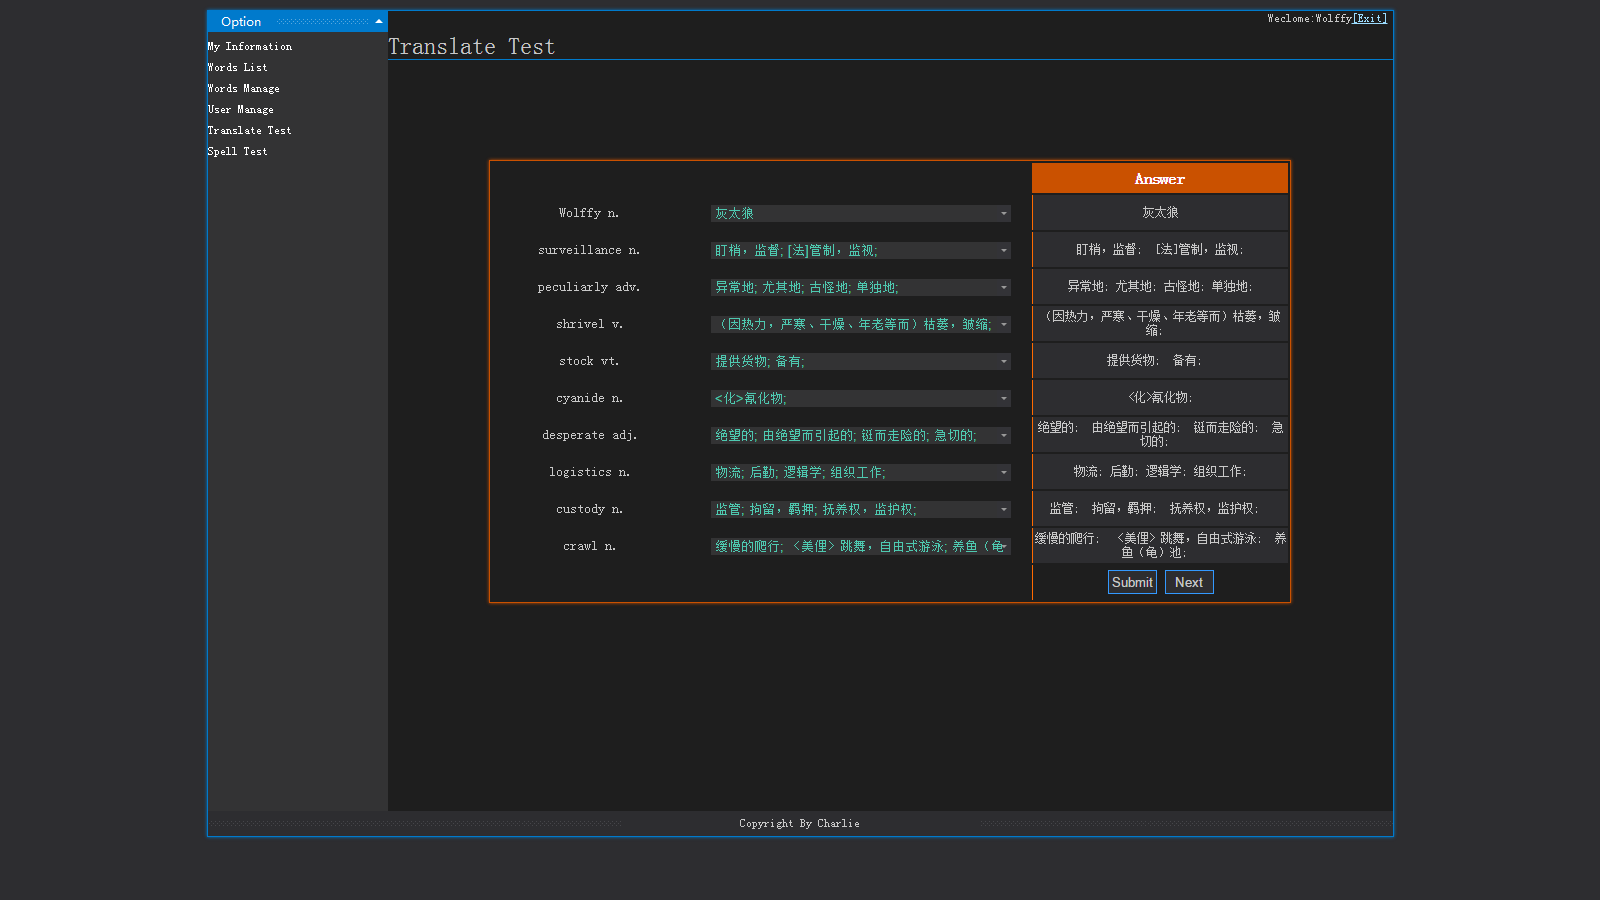 Option
Weclome:Wolffy[Exit]
My Information
Words List
Words Manage
User Manage
Translate Test
Spell Test
Translate Test
Answer
Wolffy n. 灰太狼 灰太狼
surveillance n. 盯梢，监督; [法]管制，监视; 盯梢，监督; [法]管制，监视;
peculiarly adv. 异常地; 尤其地; 古怪地; 单独地; 异常地; 尤其地; 古怪地; 单独地;
shrivel v. （因热力，严寒、干燥、年老等而）枯萎，皱缩; （因热力，严寒、干燥、年老等而）枯萎，皱
缩;
stock vt. 提供货物; 备有; 提供货物; 备有;
cyanide n. <化>氰化物; <化>氰化物;
desperate adj. 绝望的; 由绝望而引起的; 铤而走险的; 急切的; 绝望的; 由绝望而引起的; 铤而走险的; 急
切的;
logistics n. 物流; 后勤; 逻辑学; 组织工作; 物流; 后勤; 逻辑学; 组织工作;
custody n. 监管; 拘留，羁押; 抚养权，监护权; 监管; 拘留，羁押; 抚养权，监护权;
crawl n. 缓慢的爬行; 〈美俚〉跳舞，自由式游泳; 养鱼（龟 缓慢的爬行; 〈美俚〉跳舞，自由式游泳; 养
鱼（龟）池;
Submit Next
Copyright By Charlie